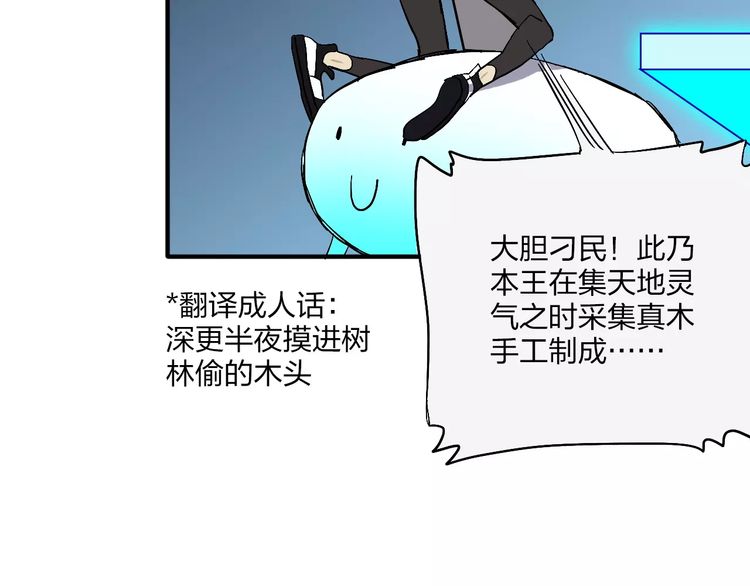 大胆刁民！此乃
本王在集天地灵
气之时采集真木
手工制成……
*翻译成人话：
深更半夜摸进树
林偷的木头